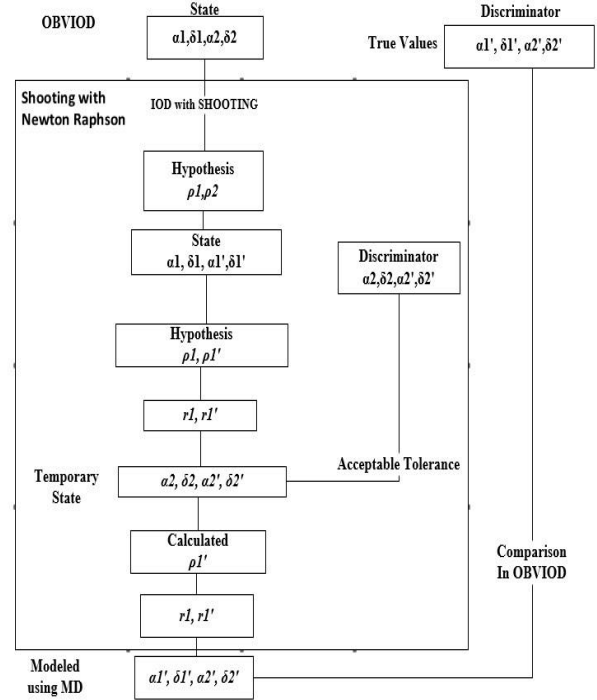 OBVIOD
State
α1,δ1,α2,δ2
Discriminator
True Values
α1', δ1', α2',δ2'
Shooting with
Newton Raphson
IOD with SHOOTING
Hypothesis
ρ1,ρ2
State
α1, δ1, α1',δ1'
Discriminator
α2,δ2,α2',δ2'
Hypothesis
ρ1, ρ1'
r1, r1'
Acceptable Tolerance
Temporary
State
α2, δ2, α2', δ2'
Calculated
ρ1'
r1, r1'
Comparison
In OBVIOD
Modeled
using MD
α1', δ1', α2', δ2'